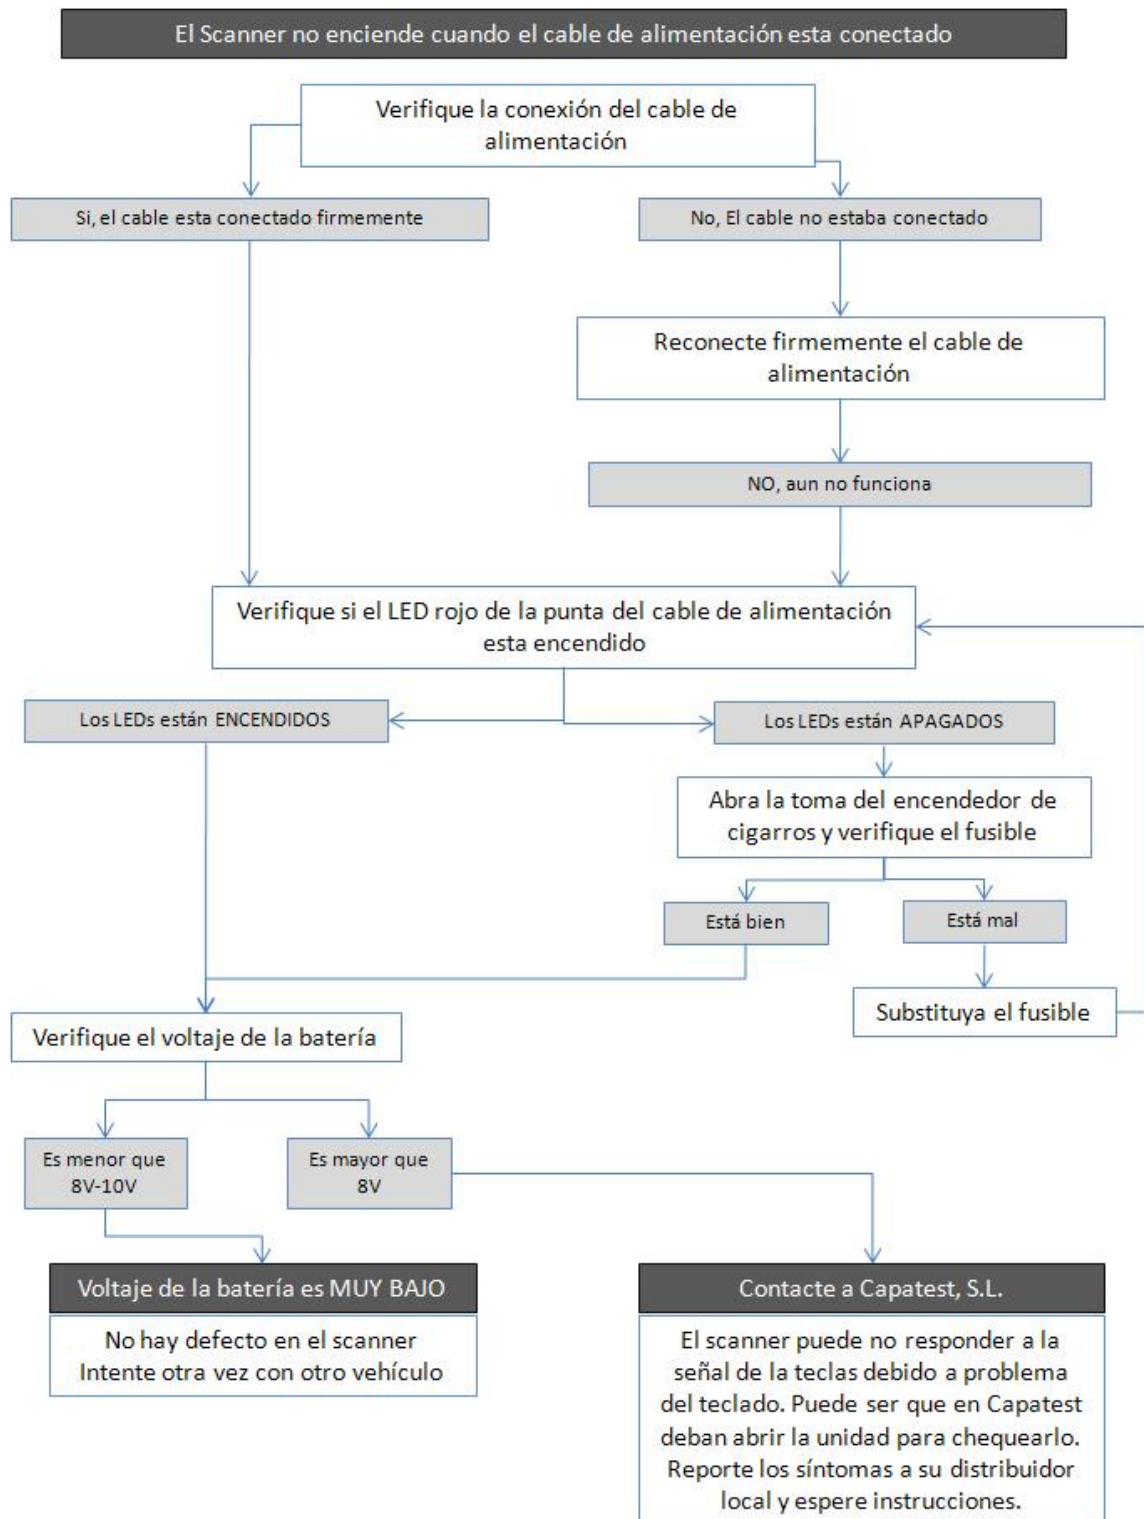 El Scanner no enciende cuando el cable de alimentación esta conectado
Verifique la conexión del cable de
alimentación
Si, el cable esta conectado firmemente
No, El cable no estaba conectado
Reconecte firmemente el cable de
alimentación
NO, aun no funciona
Verifique si el LED rojo de la punta del cable de alimentación
esta encendido
Los LEDs están ENCENDIDOS
Los LEDs están APAGADOS
Abra la toma del encendedor de
cigarros y verifique el fusible
Está bien
Está mal
Substituya el fusible
Verifique el voltaje de la batería
Es menor que
8V-10V
Es mayor que
8V
Voltaje de la batería es MUY BAJO
No hay defecto en el scanner
Intente otra vez con otro vehículo
Contacte a Capatest, S.L.
El scanner puede no responder a la
señal de la teclas debido a problema
del teclado. Puede ser que en Capatest
deban abrir la unidad para chequearlo.
Reporte los síntomas a su distribuidor
local y espere instrucciones.